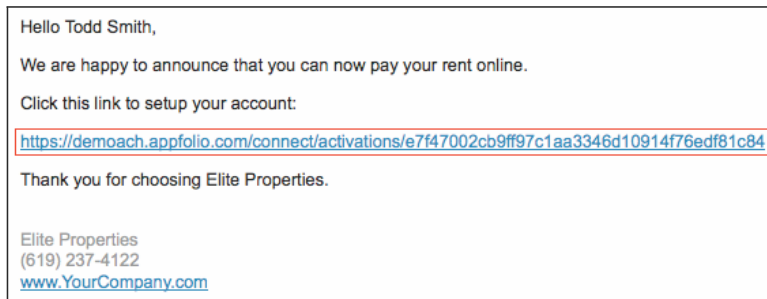 Hello Todd Smith,
We are happy to announce that you can now pay your rent online.
Click this link to setup your account:
https://demoach.appfolio.com/connect/activations/e7f47002cb9ff97c1aa3346d10914f76edf81c84
Thank you for choosing Elite Properties.
Elite Properties
(619) 237-4122
www.YourCompany.com